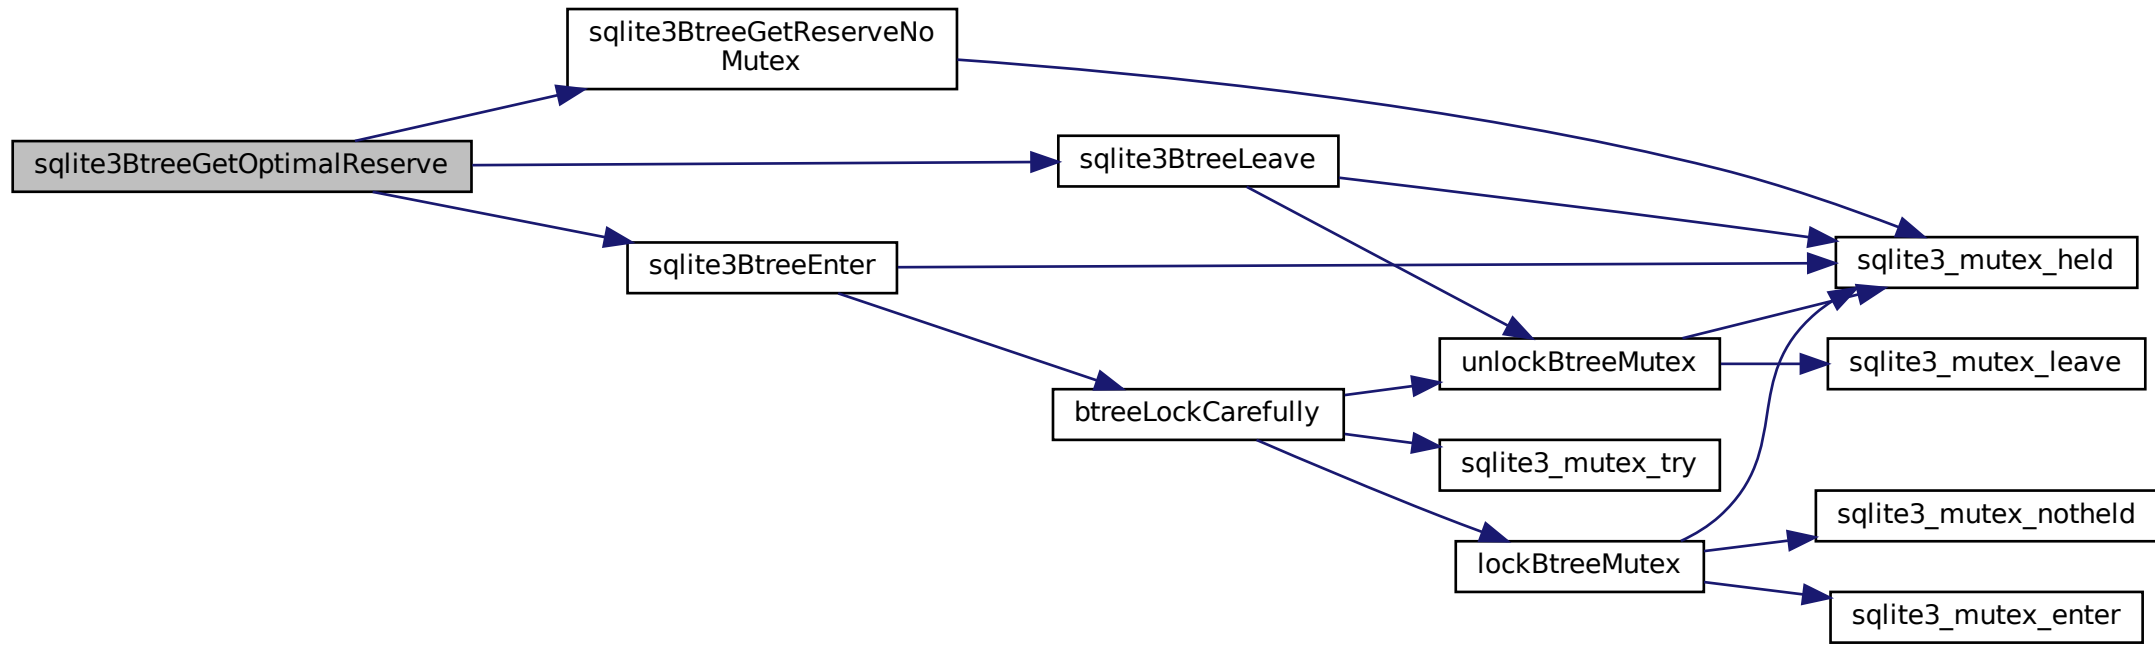 sqlite3BtreeGetReserveNo
Mutex
sqlite3BtreeGetOptimalReserve
sqlite3BtreeLeave
sqlite3BtreeEnter
sqlite3_mutex_held
unlockBtreeMutex
sqlite3_mutex_leave
btreeLockCarefully
sqlite3_mutex_try
sqlite3_mutex_notheld
lockBtreeMutex
sqlite3_mutex_enter